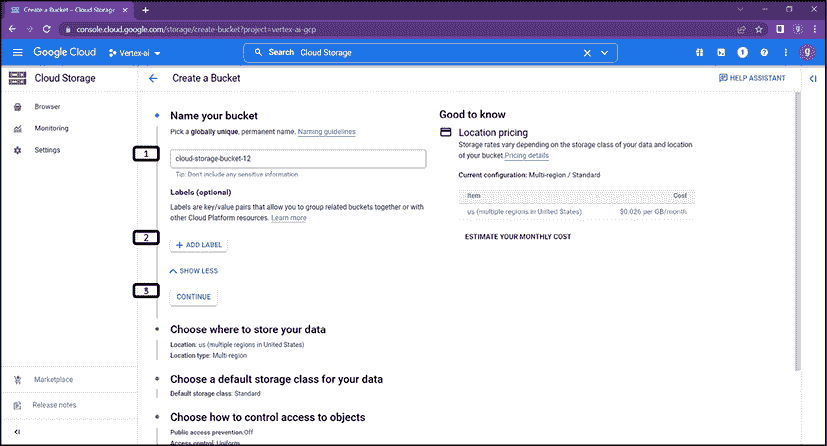 Create a Bucket – Cloud Storage
console.cloud.google.com/storage/create-bucket?project=vertex-ai-gcp
Google Cloud
Vertex-ai
Search Cloud Storage
1
g
Cloud Storage
Create a Bucket
HELP ASSISTANT
Browser
Monitoring
Settings
Name your bucket
Pick a globally unique, permanent name. Naming guidelines
1
cloud-storage-bucket-12
Tip: Don't include any sensitive information
Labels (optional)
Labels are key/value pairs that allow you to group related buckets together or with
other Cloud Platform resources. Learn more
2
+ ADD LABEL
SHOW LESS
3
CONTINUE
Good to know
Location pricing
Storage rates vary depending on the storage class of your data and location
of your bucket. Pricing details
Current configuration: Multi-region / Standard
Item Cost
us (multiple regions in United States) $0.026 per GB/month
ESTIMATE YOUR MONTHLY COST
Choose where to store your data
Location: us (multiple regions in United States)
Location type: Multi-region
Choose a default storage class for your data
Default storage class: Standard
Choose how to control access to objects
Public access prevention: Off
Access control: Uniform
Marketplace
Release notes